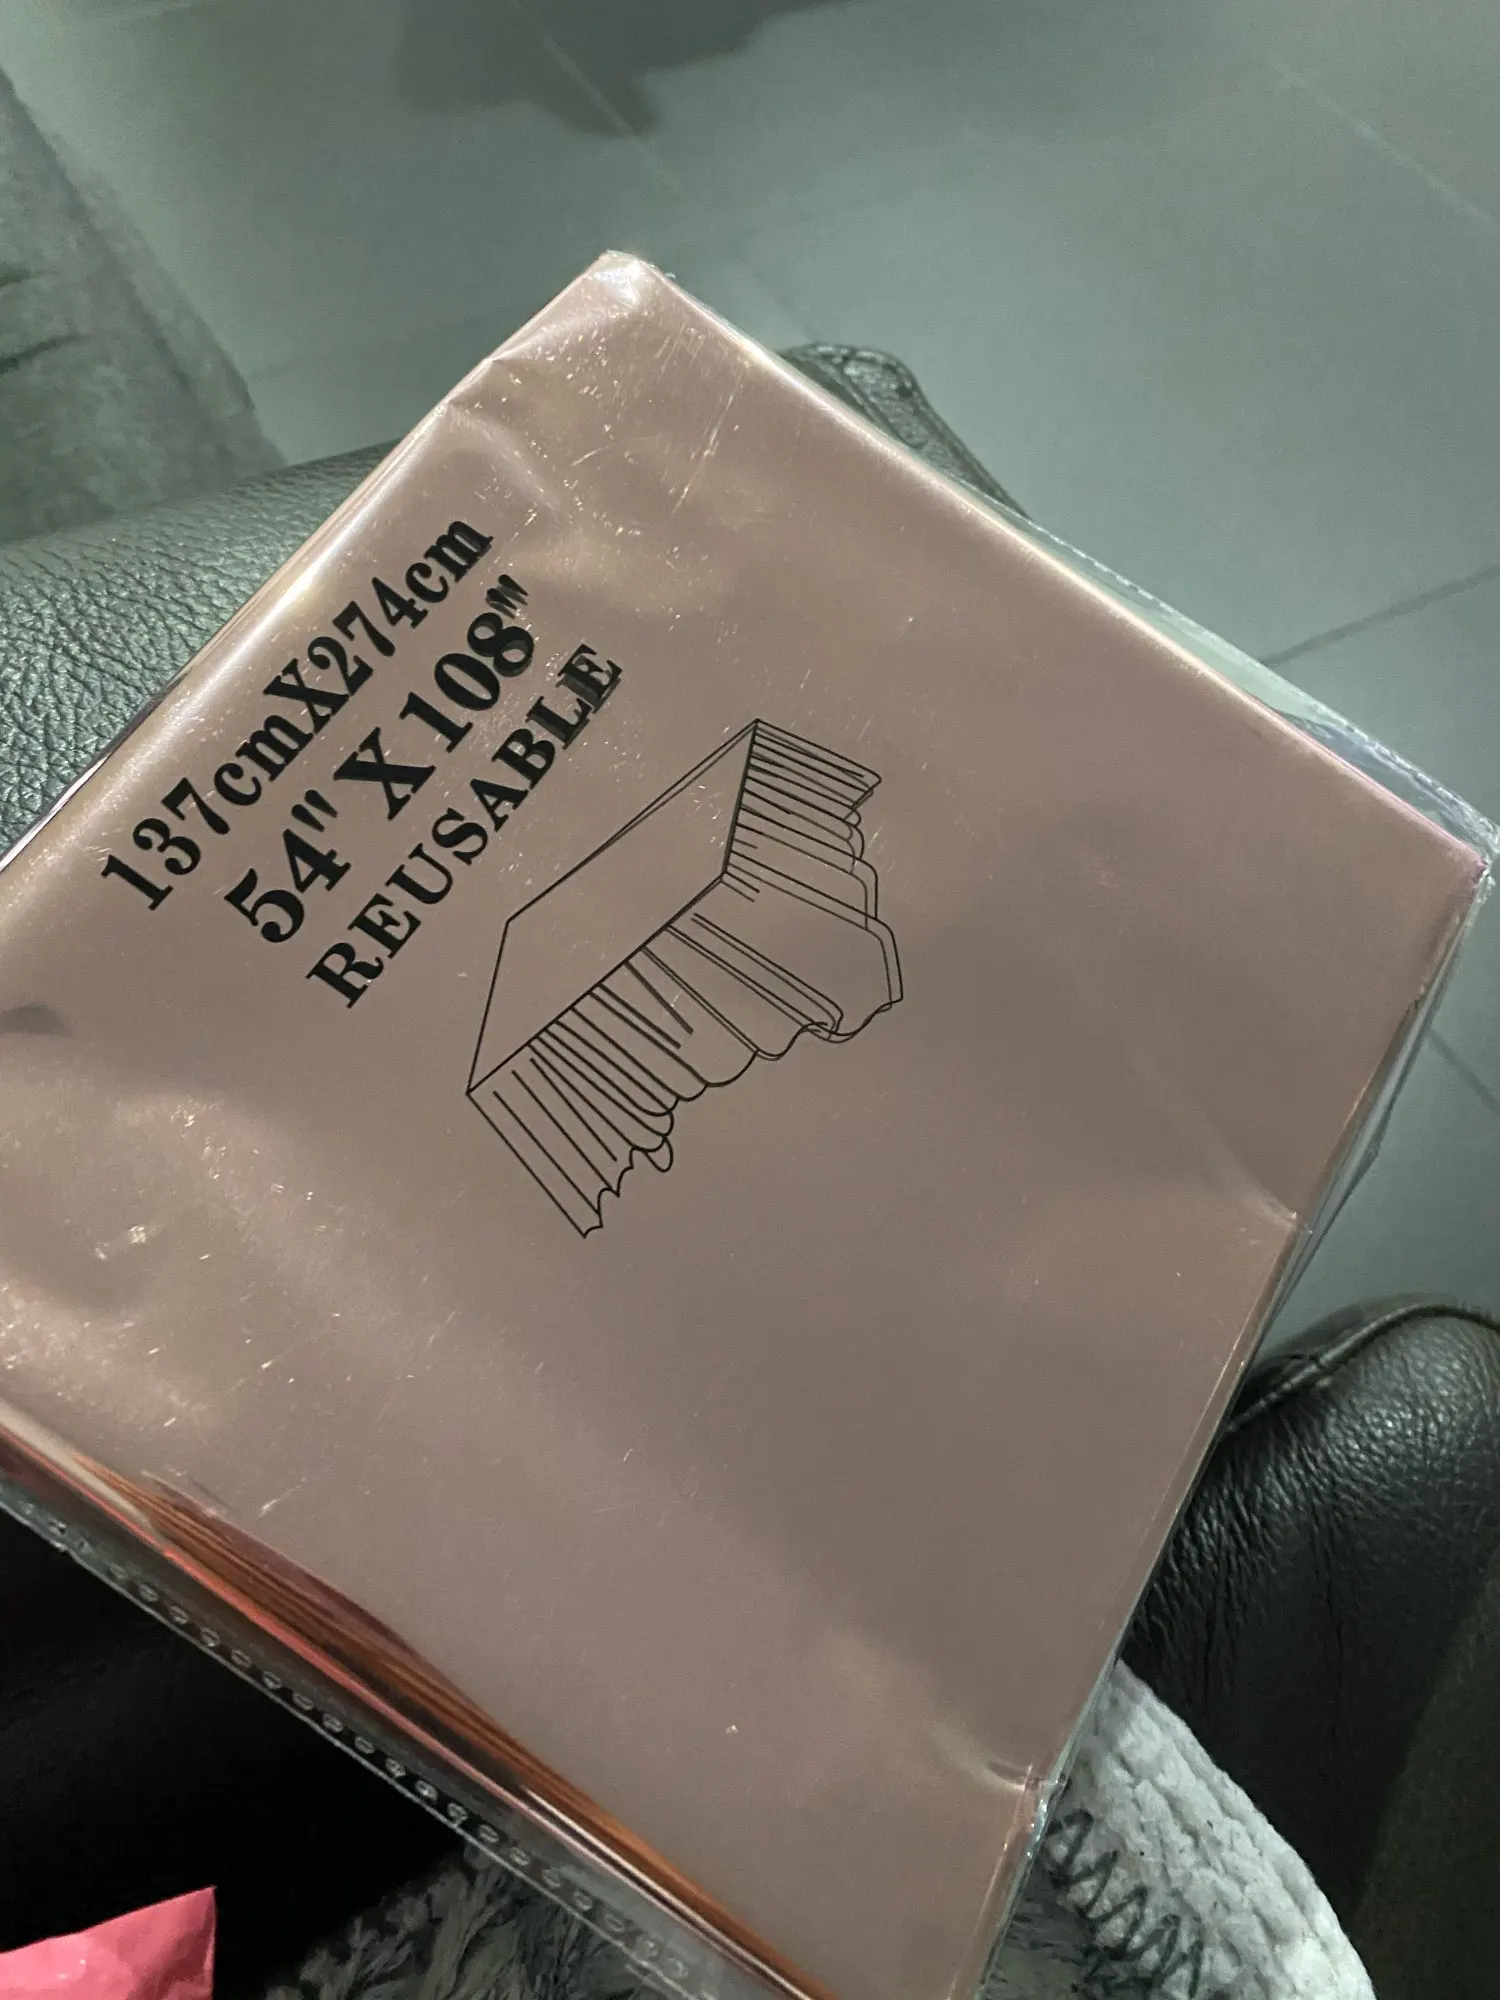 137cmX274cm
54" X 108"'
REUSABLE